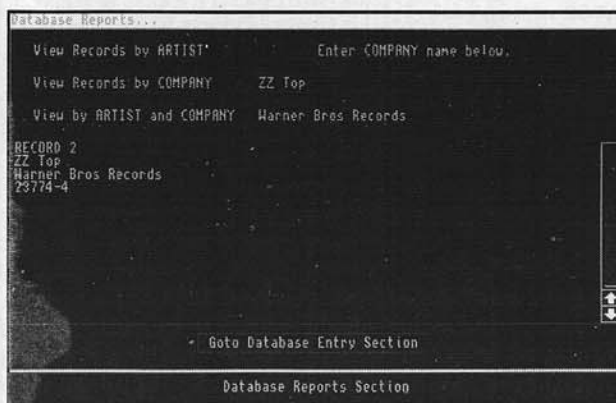 Database Reports...
View Records by ARTIST Enter COMPANY name below.
View Records by COMPANY ZZ Top
View by ARTIST and COMPANY Warner Bros Records
RECORD 2
ZZ Top
Warner Bros Records
23774-4
Goto Database Entry Section
Database Reports Section